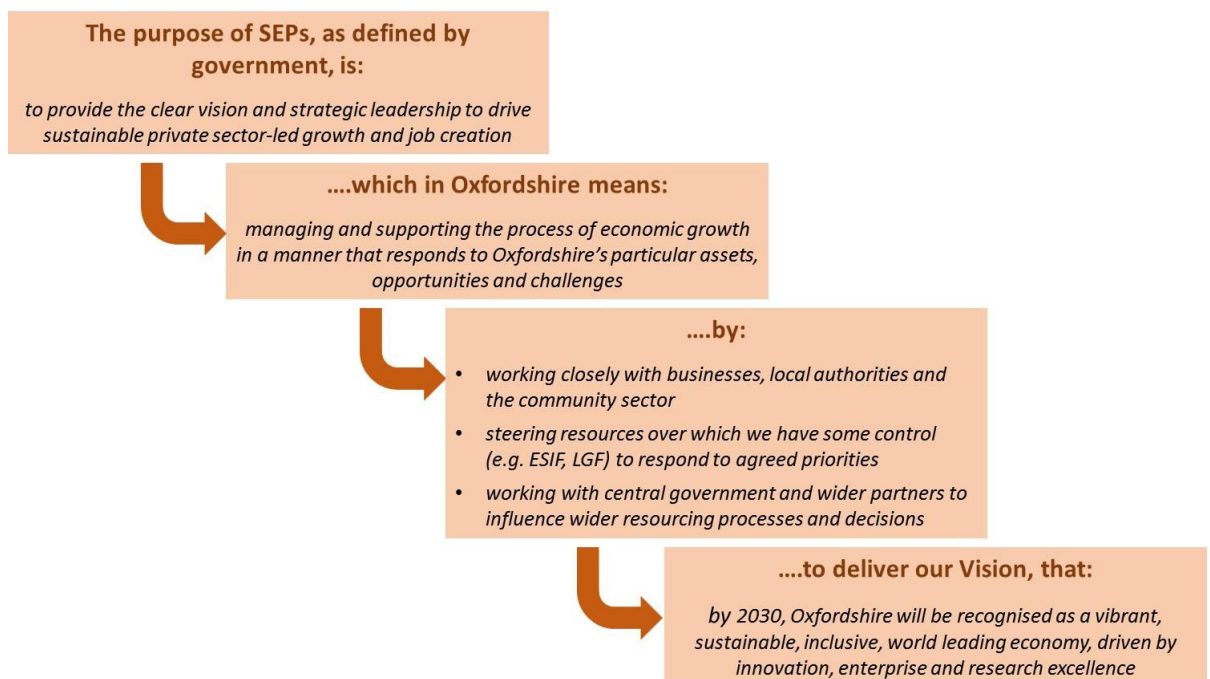 The purpose of SEPs, as defined by
government, is:
to provide the clear vision and strategic leadership to drive
sustainable private sector-led growth and job creation
....which in Oxfordshire means:
managing and supporting the process of economic growth
in a manner that responds to Oxfordshire's particular assets,
opportunities and challenges
....by:
• working closely with businesses, local authorities and
the community sector
• steering resources over which we have some control
(e.g. ESIF, LGF) to respond to agreed priorities
• working with central government and wider partners to
influence wider resourcing processes and decisions
....to deliver our Vision, that:
by 2030, Oxfordshire will be recognised as a vibrant,
sustainable, inclusive, world leading economy, driven by
innovation, enterprise and research excellence